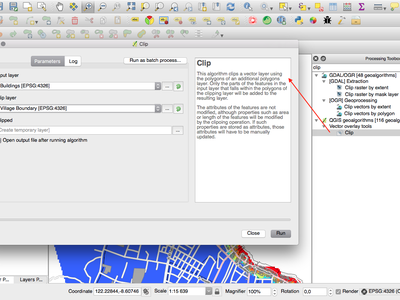 Clip
Parameters
Log
Run as batch process...
put layer
Buildings [EPSG:4326]
...
lip layer
Village Border [EPSG:4326]
...
lipped
Create temporary layer]
...
Open output file after running algorithm
Clip
This algorithm clips a vector layer using
the polygons of an additional polygons
layer. Only the parts of the features in the
input layer that falls within the polygons of
the clipping layer will be added to the
resulting layer.
The attributes of the features are not
modified, although properties such as area
or length of the features will be modified
by the clipping operation. If such
properties are stored as attributes, those
attributes will have to be manually
updated.
Close
Run
Processing Toolbo
clip
GDAL/OGR [48 geoalgorithms]
[GDAL] Extraction
Clip raster by extent
Clip raster by mask layer
[OGR] Geoprocessing
Clip vectors by extent
Clip vectors by polygon
QGIS geoalgorithms [116 geoalgo
Vector overlay tools
Clip
P...
Layers P...
Coordinate 122.22844,-8.60746
Scale 1:15 639
Magnifier 100%
Rotation 0,0
Render
EPSG:4326 (O